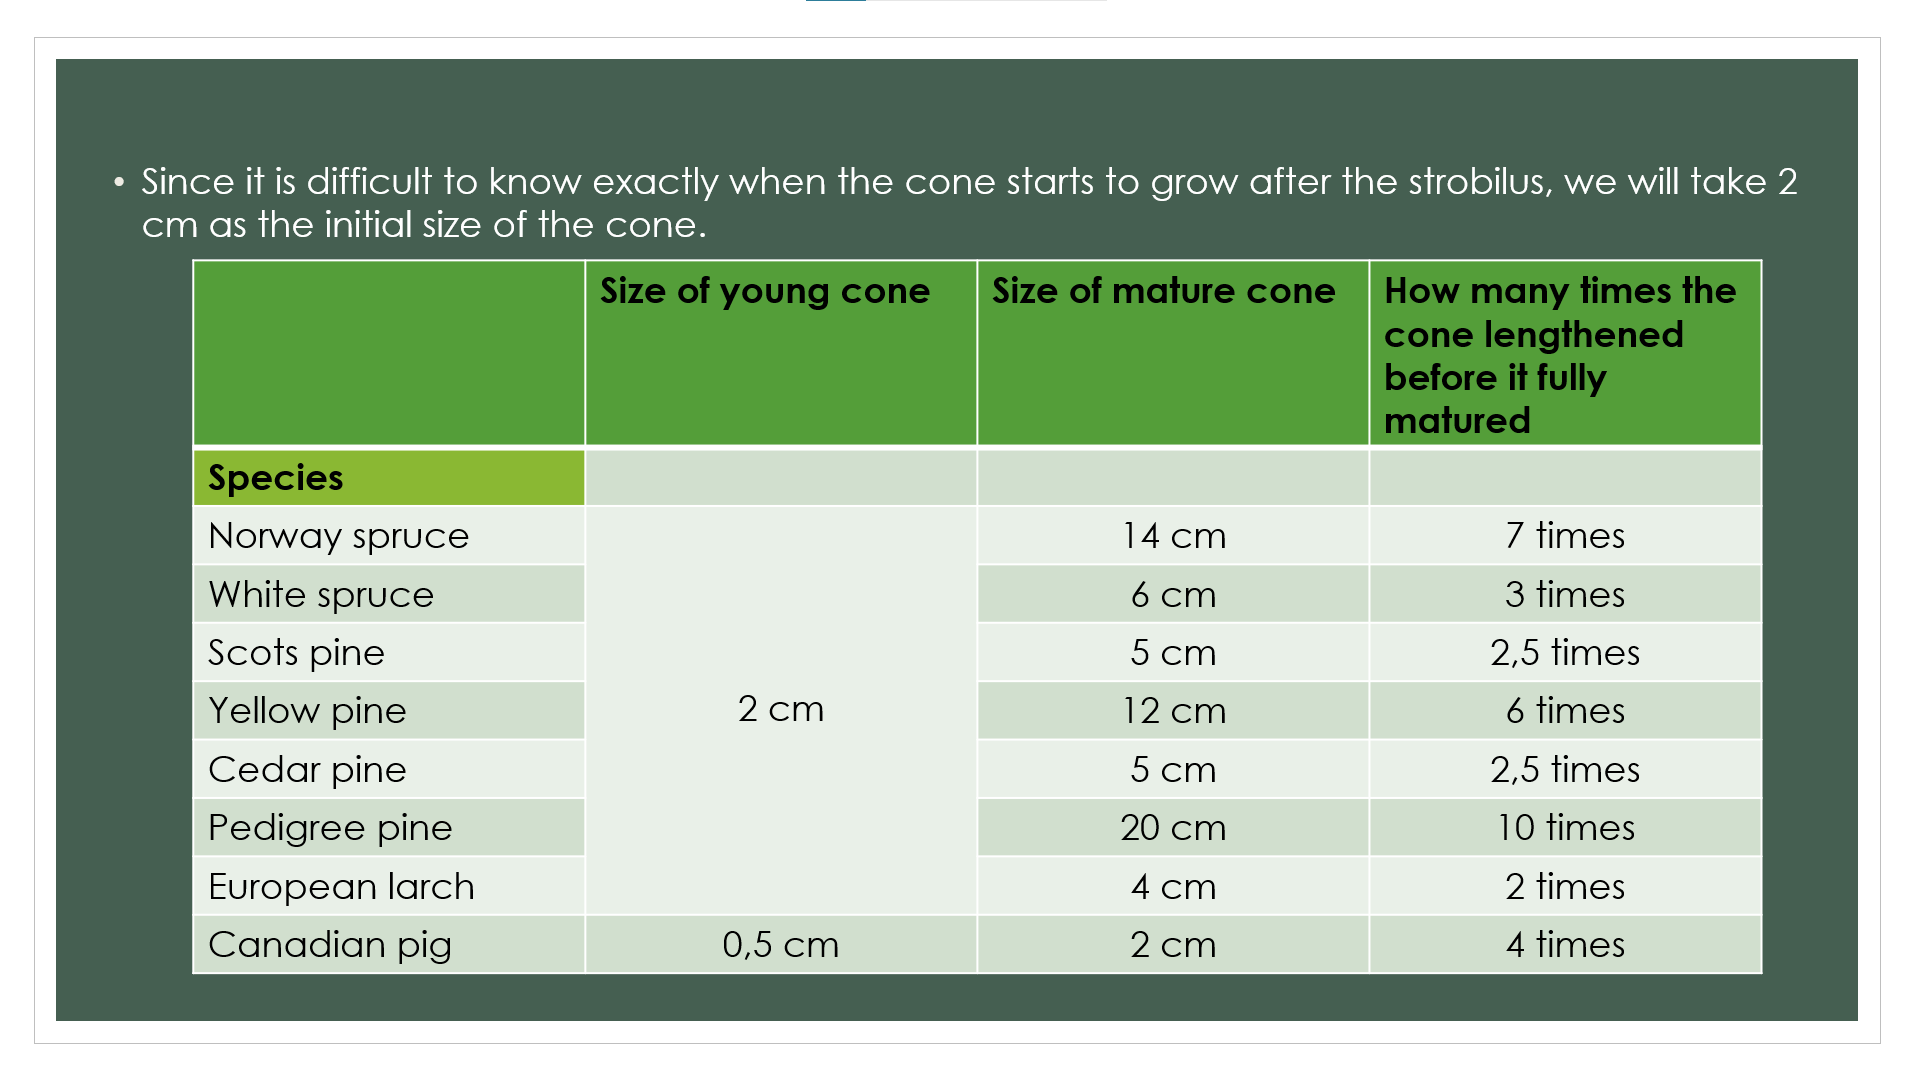 • Since it is difficult to know exactly when the cone starts to grow after the strobilus, we will take 2
cm as the initial size of the cone.
Size of young cone
Size of mature cone
How many times the
cone lengthened
before it fully
matured
Species
Norway spruce
14 cm
7 times
White spruce
6 cm
3 times
Scots pine
5 cm
2,5 times
2 cm
Yellow pine
12 cm
6 times
Cedar pine
5 cm
2,5 times
Pedigree pine
20 cm
10 times
European larch
4 cm
2 times
Canadian pig
0,5 cm
2 cm
4 times